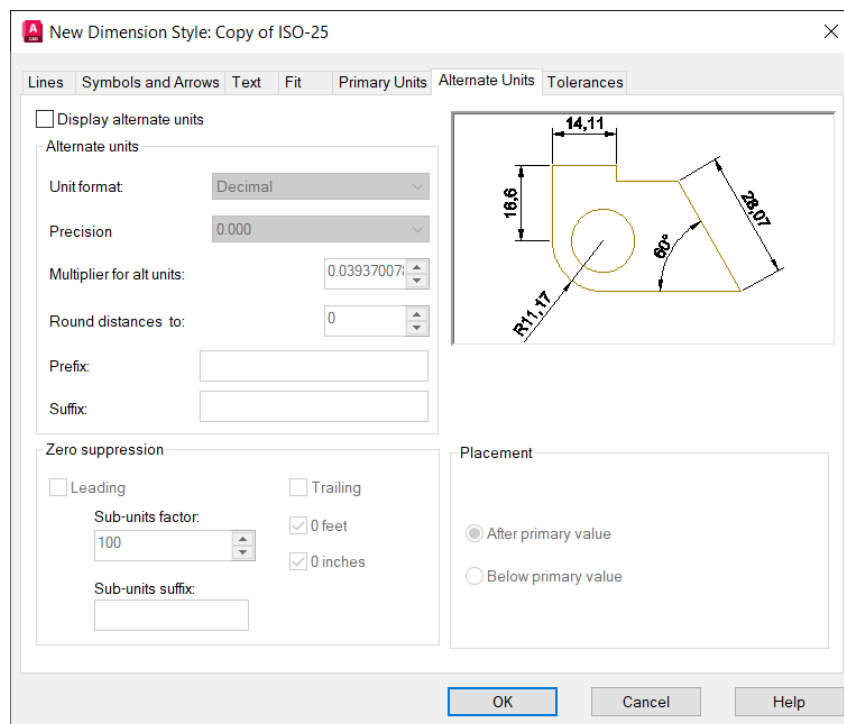 A
CAD
New Dimension Style: Copy of ISO-25
Lines Symbols and Arrows Text Fit Primary Units Alternate Units Tolerances
Display alternate units
Alternate units
Unit format: Decimal
Precision 0.000
Multiplier for alt units: 0.03937007
Round distances to: 0
Prefix:
Suffix:
14,11
16,6
28,07
60°
R11,17
Zero suppression
Leading
Trailing
Sub-units factor:
100
0 feet
0 inches
Sub-units suffix:
Placement
After primary value
Below primary value
OK Cancel Help